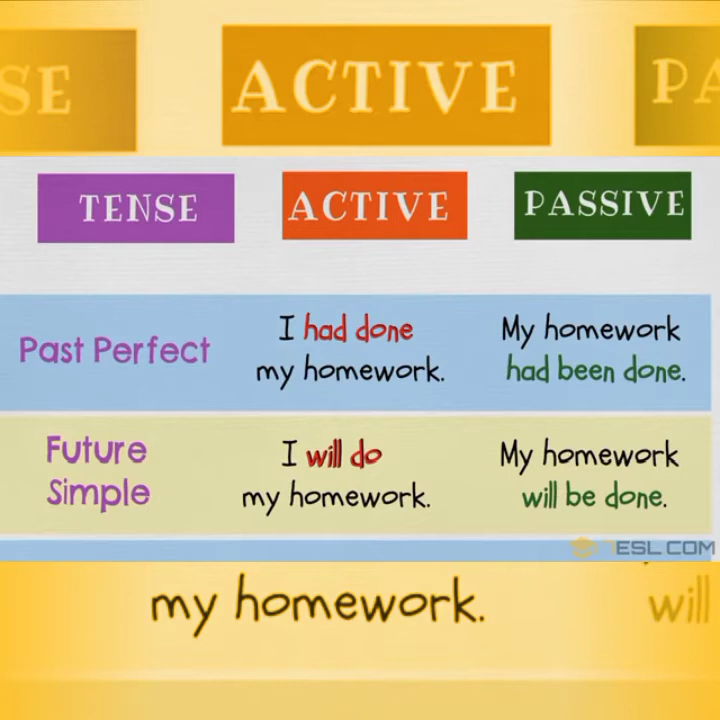 SE ACTIVE PA
TENSE ACTIVE PASSIVE
Past Perfect
I had done
my homework.
My homework
had been done.
Future
Simple
I will do
my homework.
My homework
will be done.
7ESL.COM
my homework.
will